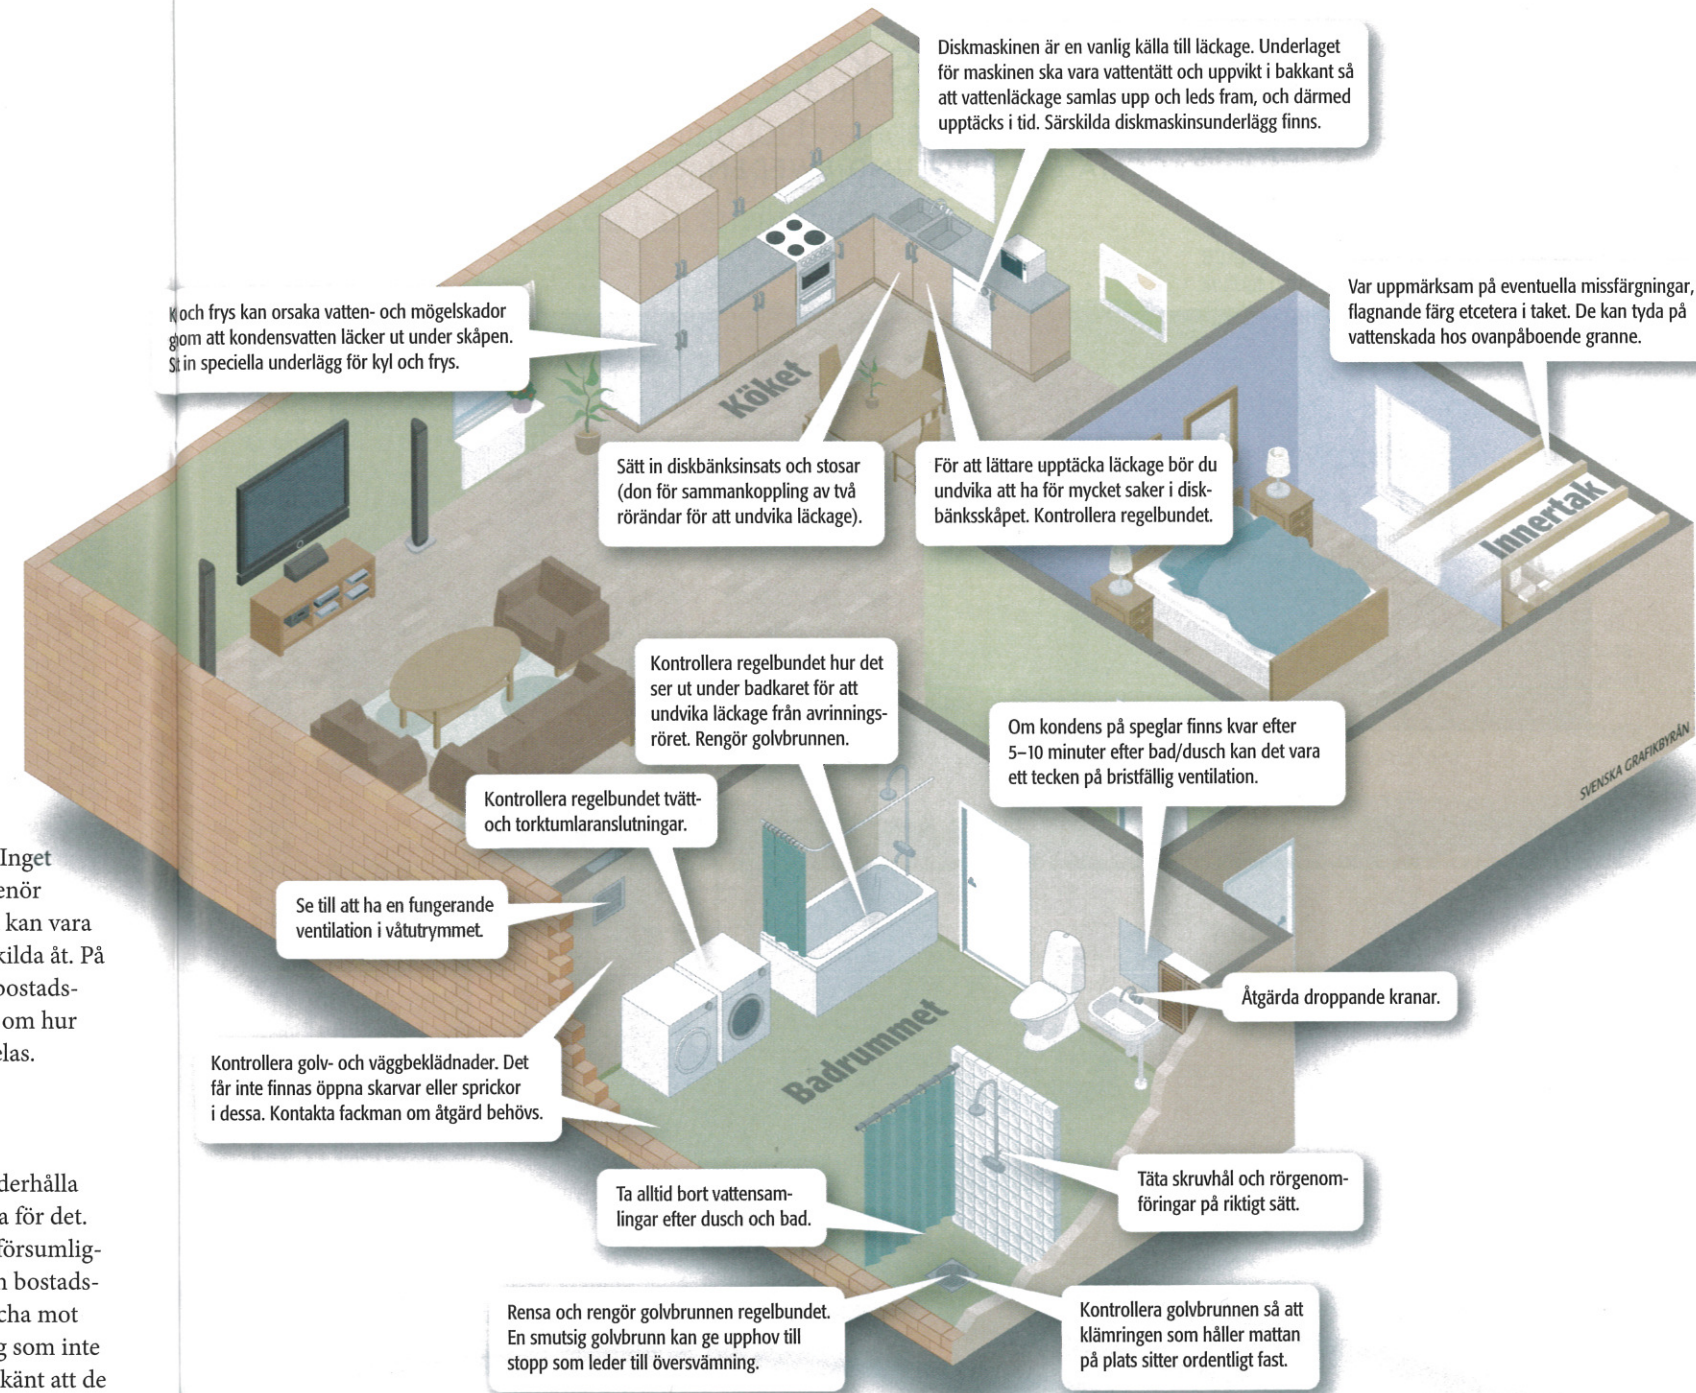 Diskmaskinen är en vanlig källa till läckage. Underlaget
för maskinen ska vara vattentätt och uppvikt i bakkant så
att vattenläckage samlas upp och leds fram, och därmed
upptäcks i tid. Särskilda diskmaskinsunderlägg finns.
och frys kan orsaka vatten- och mögelskador
om att kondensvatten läcker ut under skåpen.
in speciella underlägg för kyl och frys.
Var uppmärksam på eventuella missfärgningar,
flagnande färg etcetera i taket. De kan tyda på
vattenskada hos ovanpåboende granne.
Köket
Sätt in diskbänksinsats och stosar
(don för sammankoppling av två
rörändar för att undvika läckage).
För att lättare upptäcka läckage bör du
undvika att ha för mycket saker i disk-
bänksskåpet. Kontrollera regelbundet.
Innertak
Kontrollera regelbundet hur det
ser ut under badkaret för att
undvika läckage från avrinnings-
röret. Rengör golvbrunnen.
Om kondens på speglar finns kvar efter
5–10 minuter efter bad/dusch kan det vara
ett tecken på bristfällig ventilation.
SVENSKA GRAFIKBYRÅN
Kontrollera regelbundet tvätt-
och torktumlaranslutningar.
Se till att ha en fungerande
ventilation i våtutrymmet.
Åtgärda droppande kranar.
Badrummet
Kontrollera golv- och väggbeklädnader. Det
får inte finnas öppna skarvar eller sprickor
i dessa. Kontakta fackman om åtgärd behövs.
Ta alltid bort vattensam-
lingar efter dusch och bad.
Täta skruvhål och rörgenom-
föringar på riktigt sätt.
Rensa och rengör golvbrunnen regelbundet.
En smutsig golvbrunn kan ge upphov till
stopp som leder till översvämning.
Kontrollera golvbrunnen så att
klämringen som håller mattan
på plats sitter ordentligt fast.
Inget
enör
kan vara
kilda åt. På
bostads-
om hur
elas.
derhålla
a för det.
försumlig-
n bostads-
cha mot
g som inte
känt att de